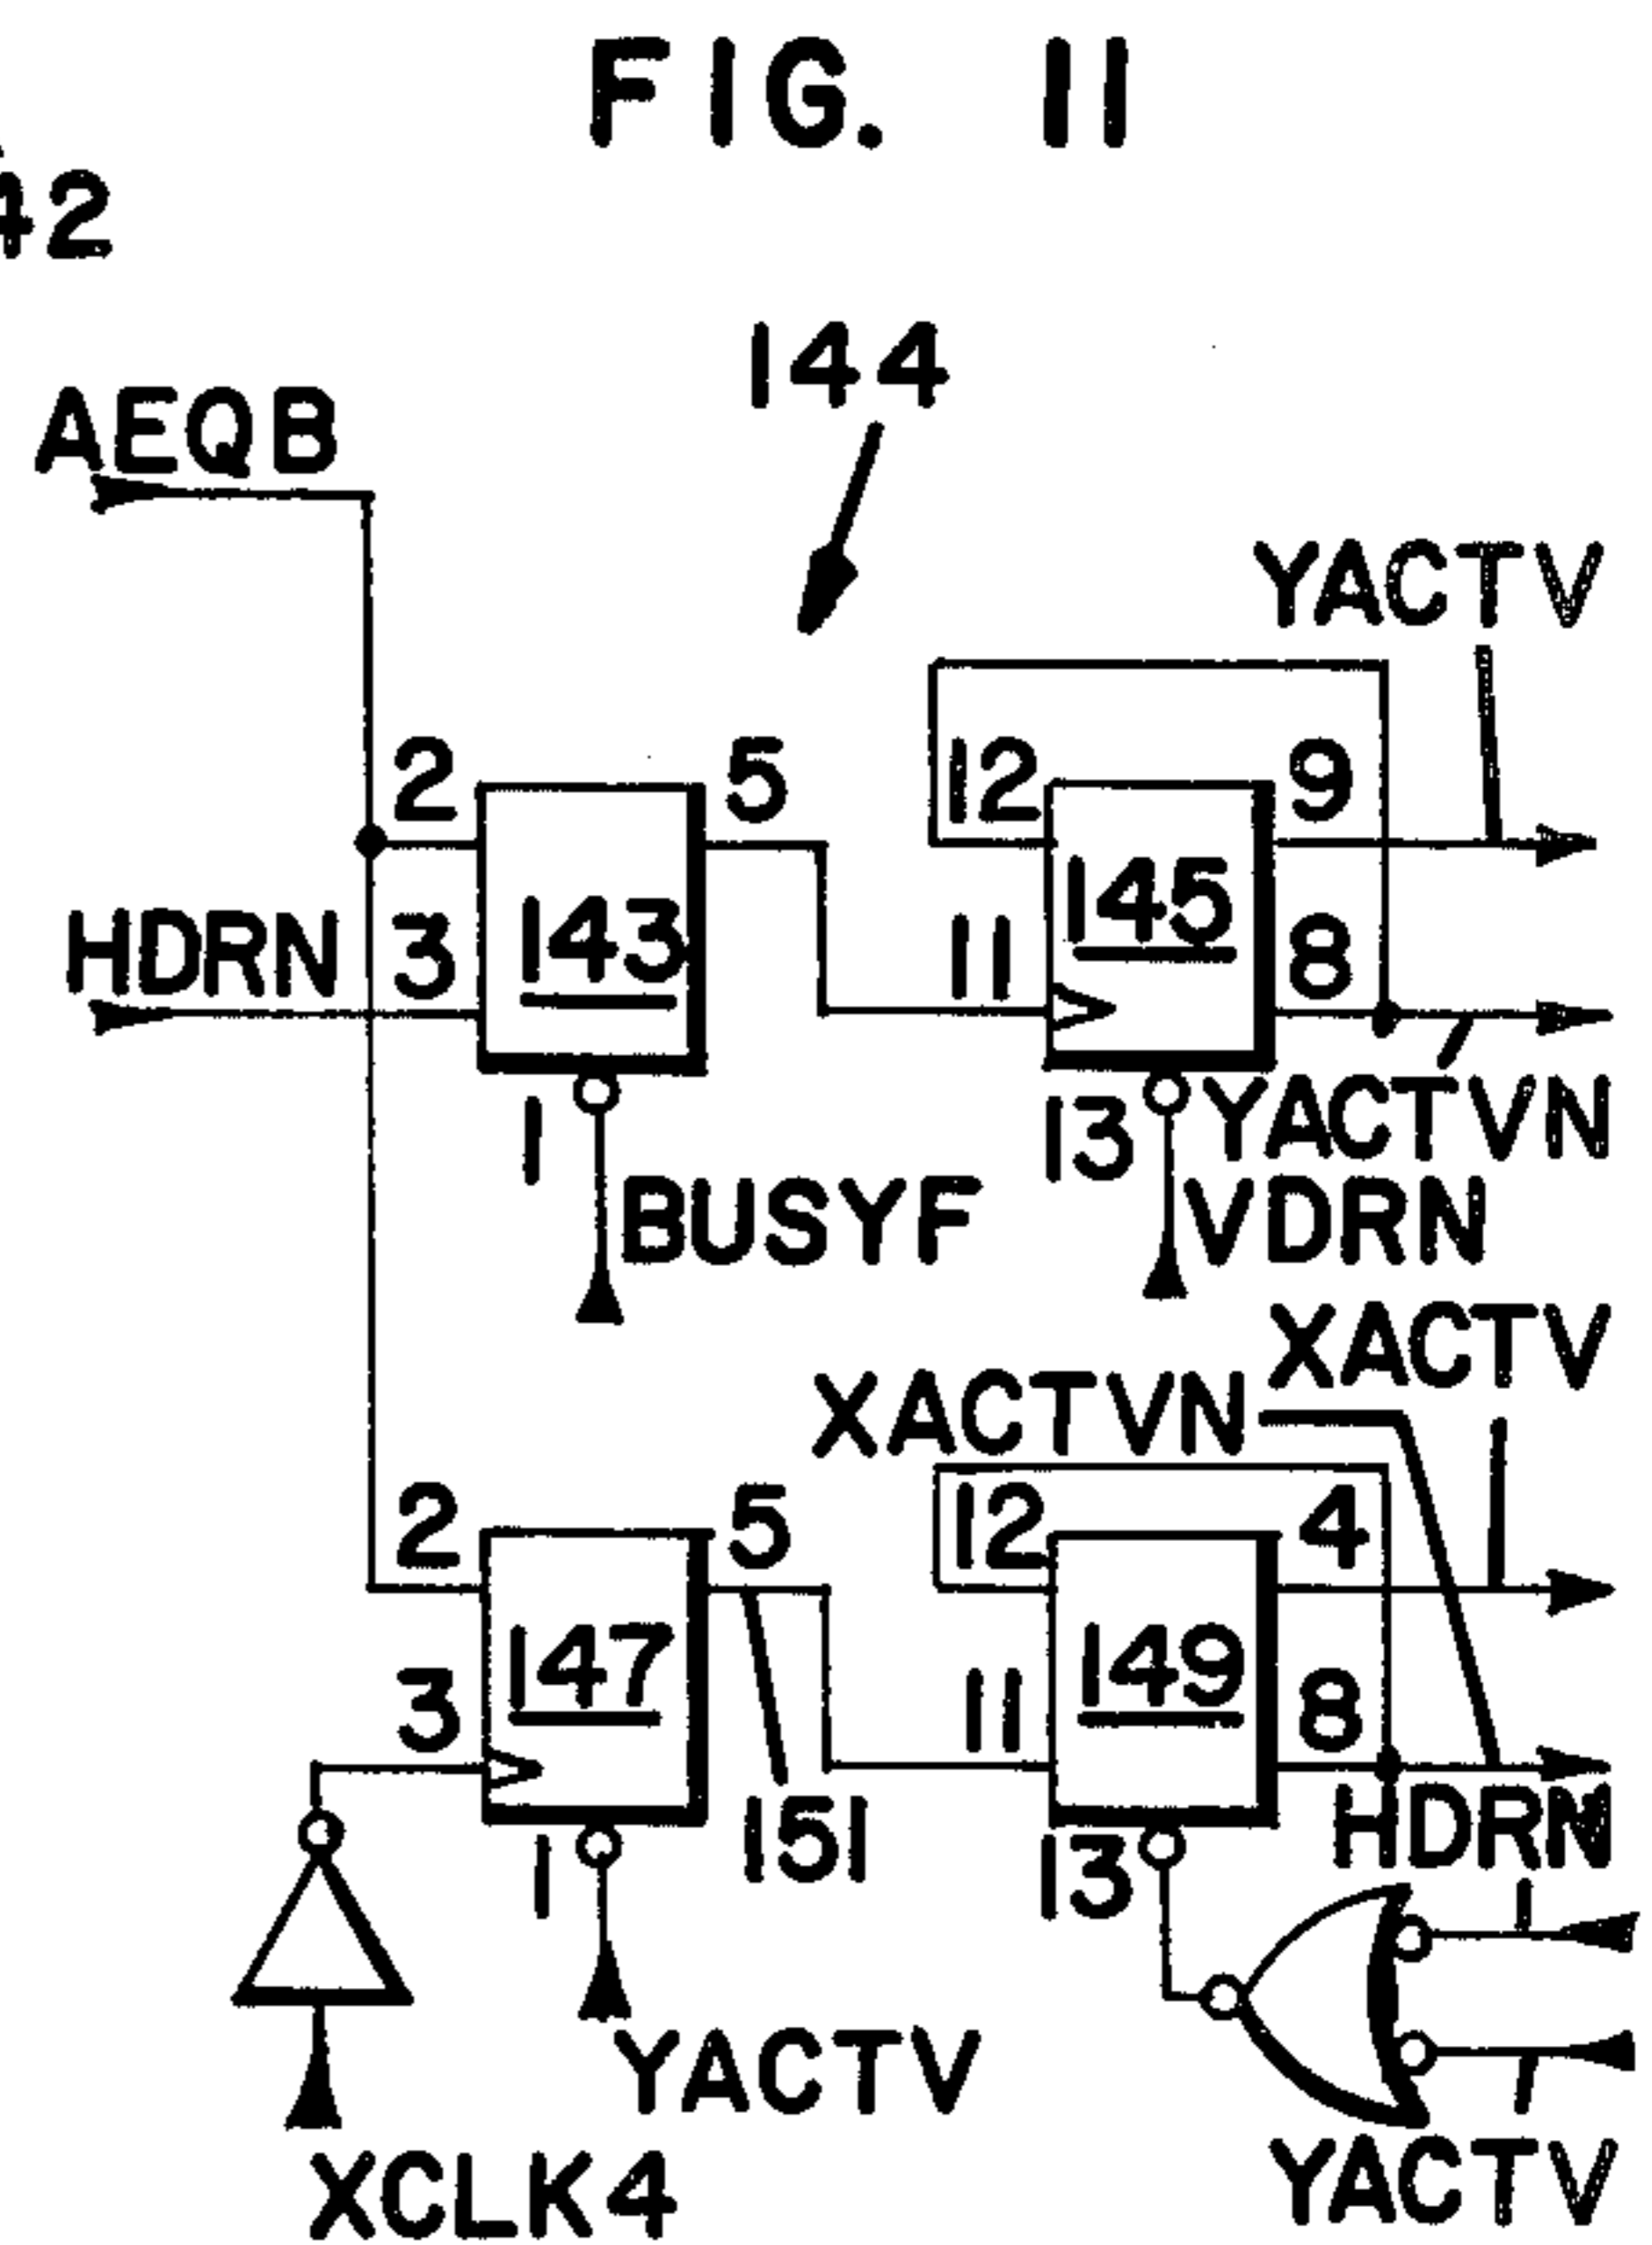 FIG. 11
42
144
AEQB
YACTV
2 5 12 9
HDRN 3 143 11 145 8
1 13 YACTVN
BUSYF VDRN
XACTV
XACTVN
2 5 12 4
147 149
3 11 8
151 HDRN
1 13
YACTV
XCLK4 YACTV